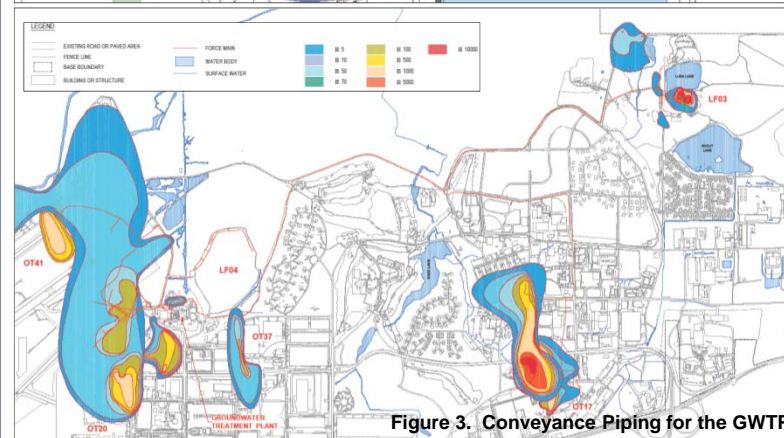 LEGEND
EXISTING ROAD OR PAVED AREA
FENCE LINE
BASE BOUNDARY
BUILDING OR STRUCTURE
FORCE MAIN
WATER BODY
SURFACE WATER
5
10
50
70
100
500
1000
5000
10000
LF03
OT41
LF04
OT37
OT20
GROUNDWATER
TREATMENT PLANT
OT17
Figure 3. Conveyance Piping for the GWTP